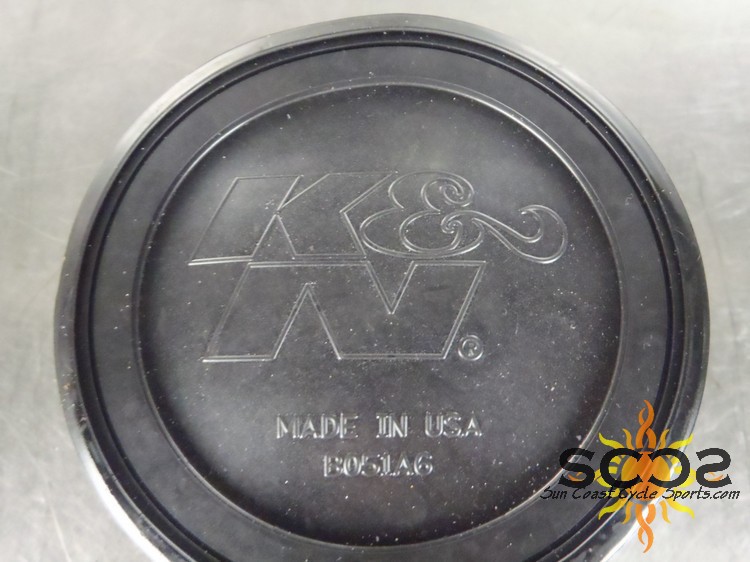 K&
N®
MADE IN USA
B051A6
SCCS
Sun Coast Cycle Sports.com